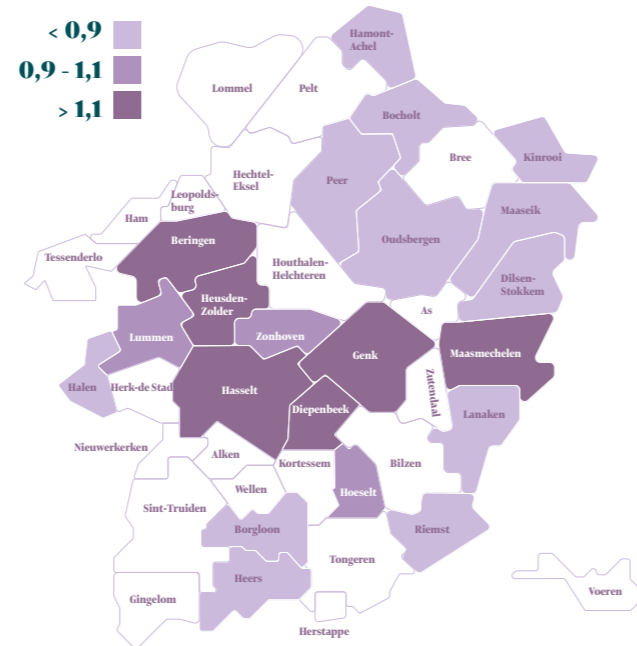 < 0,9
0,9 - 1,1
> 1,1
Hamont-
Achel
Lommel
Pelt
Bocholt
Bree
Kinrooi
Hechtel-
Eksel
Peer
Leopolds-
burg
Ham
Maaseik
Beringen
Oudsbergen
Tessenderlo
Houthalen-
Helchteren
Dilsen-
Stokkem
Heusden-
Zolder
As
Lummen
Zonhoven
Genk
Maasmechelen
Halen
Herk-de Stad
Hasselt
Zutendaal
Diepenbeek
Lanaken
Nieuwerkerken
Alken
Kortessem
Bilzen
Wellen
Hoeselt
Sint-Truiden
Borgloon
Riemst
Tongeren
Heers
Gingelom
Voeren
Herstappe